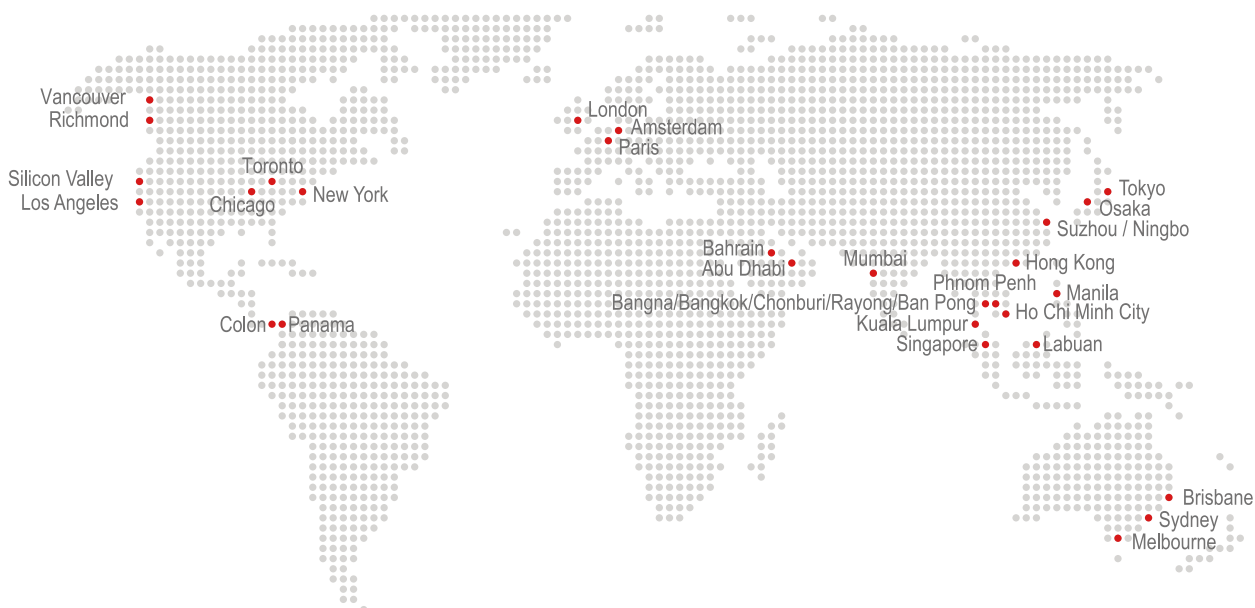 Vancouver
Richmond
Silicon Valley
Los Angeles
Toronto
Chicago
New York
Colon
Panama
London
Amsterdam
Paris
Bahrain
Abu Dhabi
Mumbai
Tokyo
Osaka
Suzhou / Ningbo
Hong Kong
Phnom Penh
Manila
Bangna/Bangkok/Chonburi/Rayong/Ban Pong
Ho Chi Minh City
Kuala Lumpur
Singapore
Labuan
Brisbane
Sydney
Melbourne